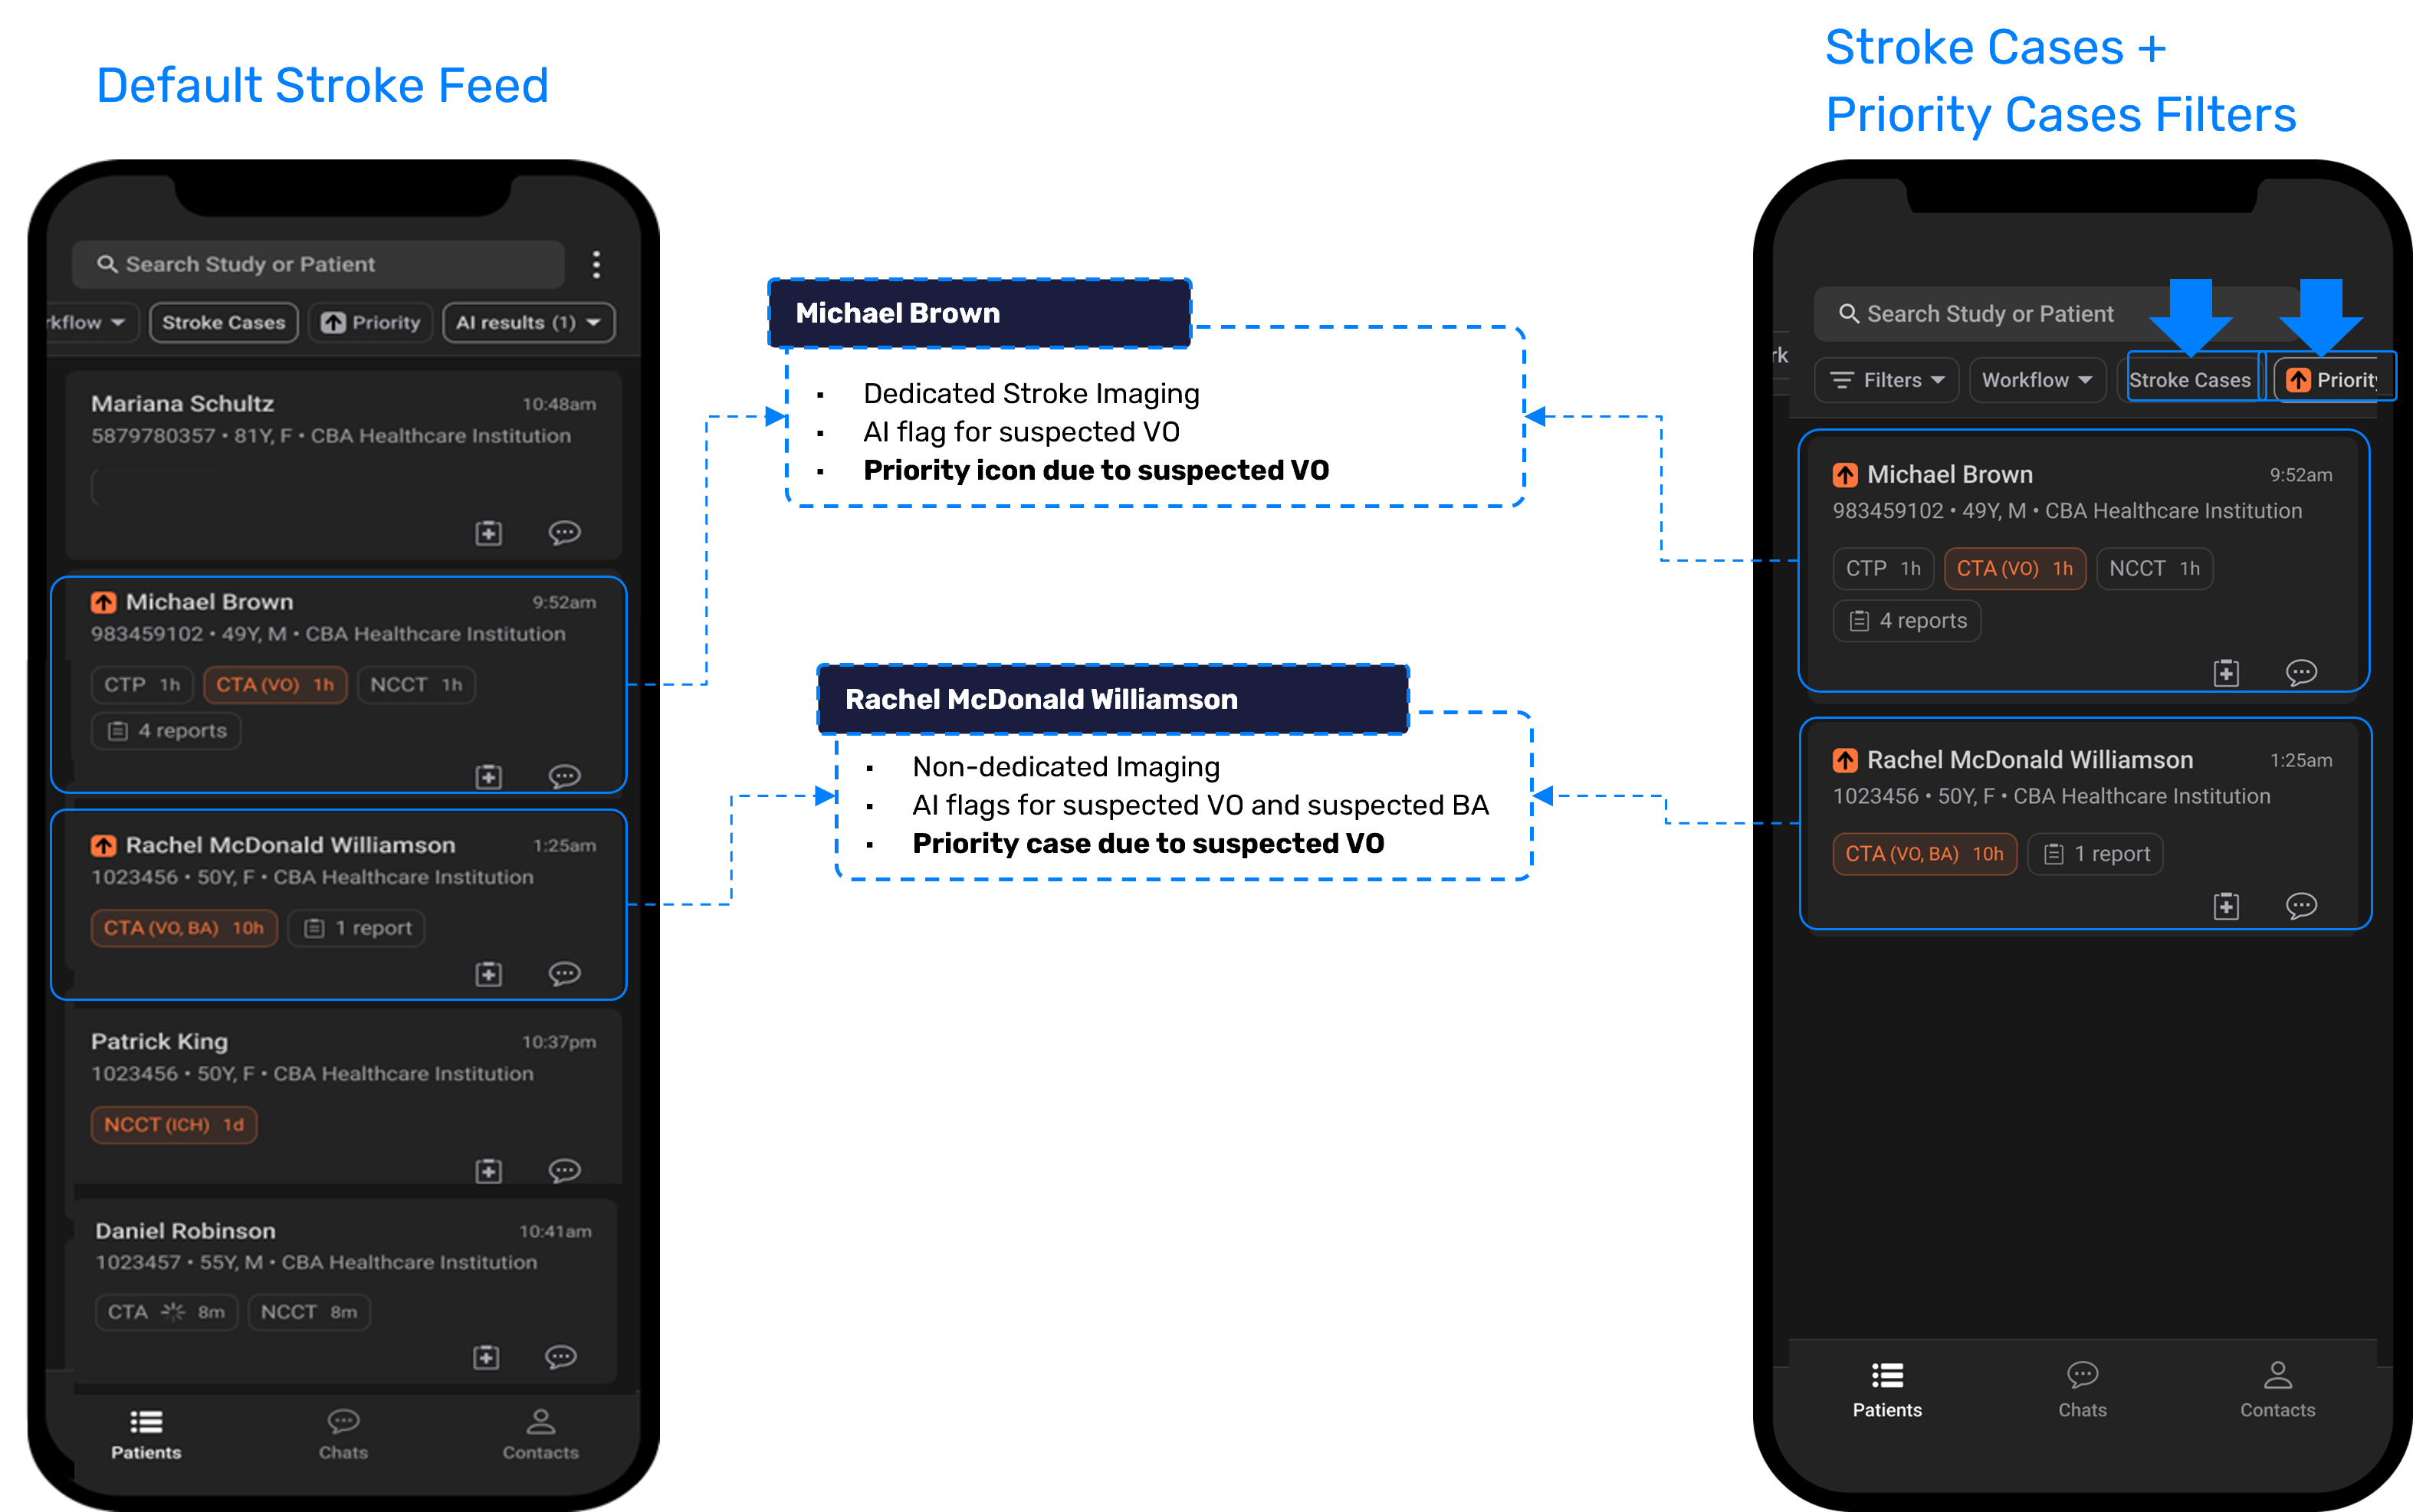 Default Stroke Feed
Search Study or Patient
rkflow
Stroke Cases
Priority
AI results (1)
Mariana Schultz
10:48am
5879780357 • 81Y, F • CBA Healthcare Institution
Michael Brown
9:52am
983459102 • 49Y, M • CBA Healthcare Institution
CTP 1h
CTA (VO) 1h
NCCT 1h
4 reports
Rachel McDonald Williamson
1:25am
1023456 • 50Y, F • CBA Healthcare Institution
CTA (VO, BA) 10h
1 report
Patrick King
10:37pm
1023456 • 50Y, F • CBA Healthcare Institution
NCCT (ICH) 1d
Daniel Robinson
10:41am
1023457 • 55Y, M • CBA Healthcare Institution
CTA 8m
NCCT 8m
Patients
Chats
Contacts
Michael Brown
▪ Dedicated Stroke Imaging
▪ AI flag for suspected VO
▪ Priority icon due to suspected VO
Rachel McDonald Williamson
▪ Non-dedicated Imaging
▪ AI flags for suspected VO and suspected BA
▪ Priority case due to suspected VO
Stroke Cases +
Priority Cases Filters
Search Study or Patient
rk
Filters
Workflow
Stroke Cases
Priority
Michael Brown
9:52am
983459102 • 49Y, M • CBA Healthcare Institution
CTP 1h
CTA (VO) 1h
NCCT 1h
4 reports
Rachel McDonald Williamson
1:25am
1023456 • 50Y, F • CBA Healthcare Institution
CTA (VO, BA) 10h
1 report
Patients
Chats
Contacts